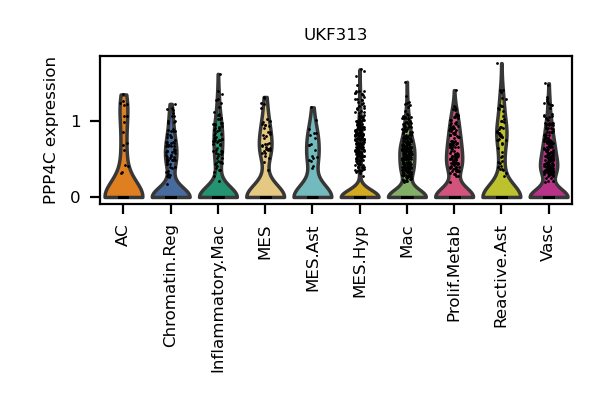 UKF313
PPP4C expression
1
0
AC
Chromatin.Reg
Inflammatory.Mac
MES
MES.Ast
MES.Hyp
Mac
Prolif.Metab
Reactive.Ast
Vasc